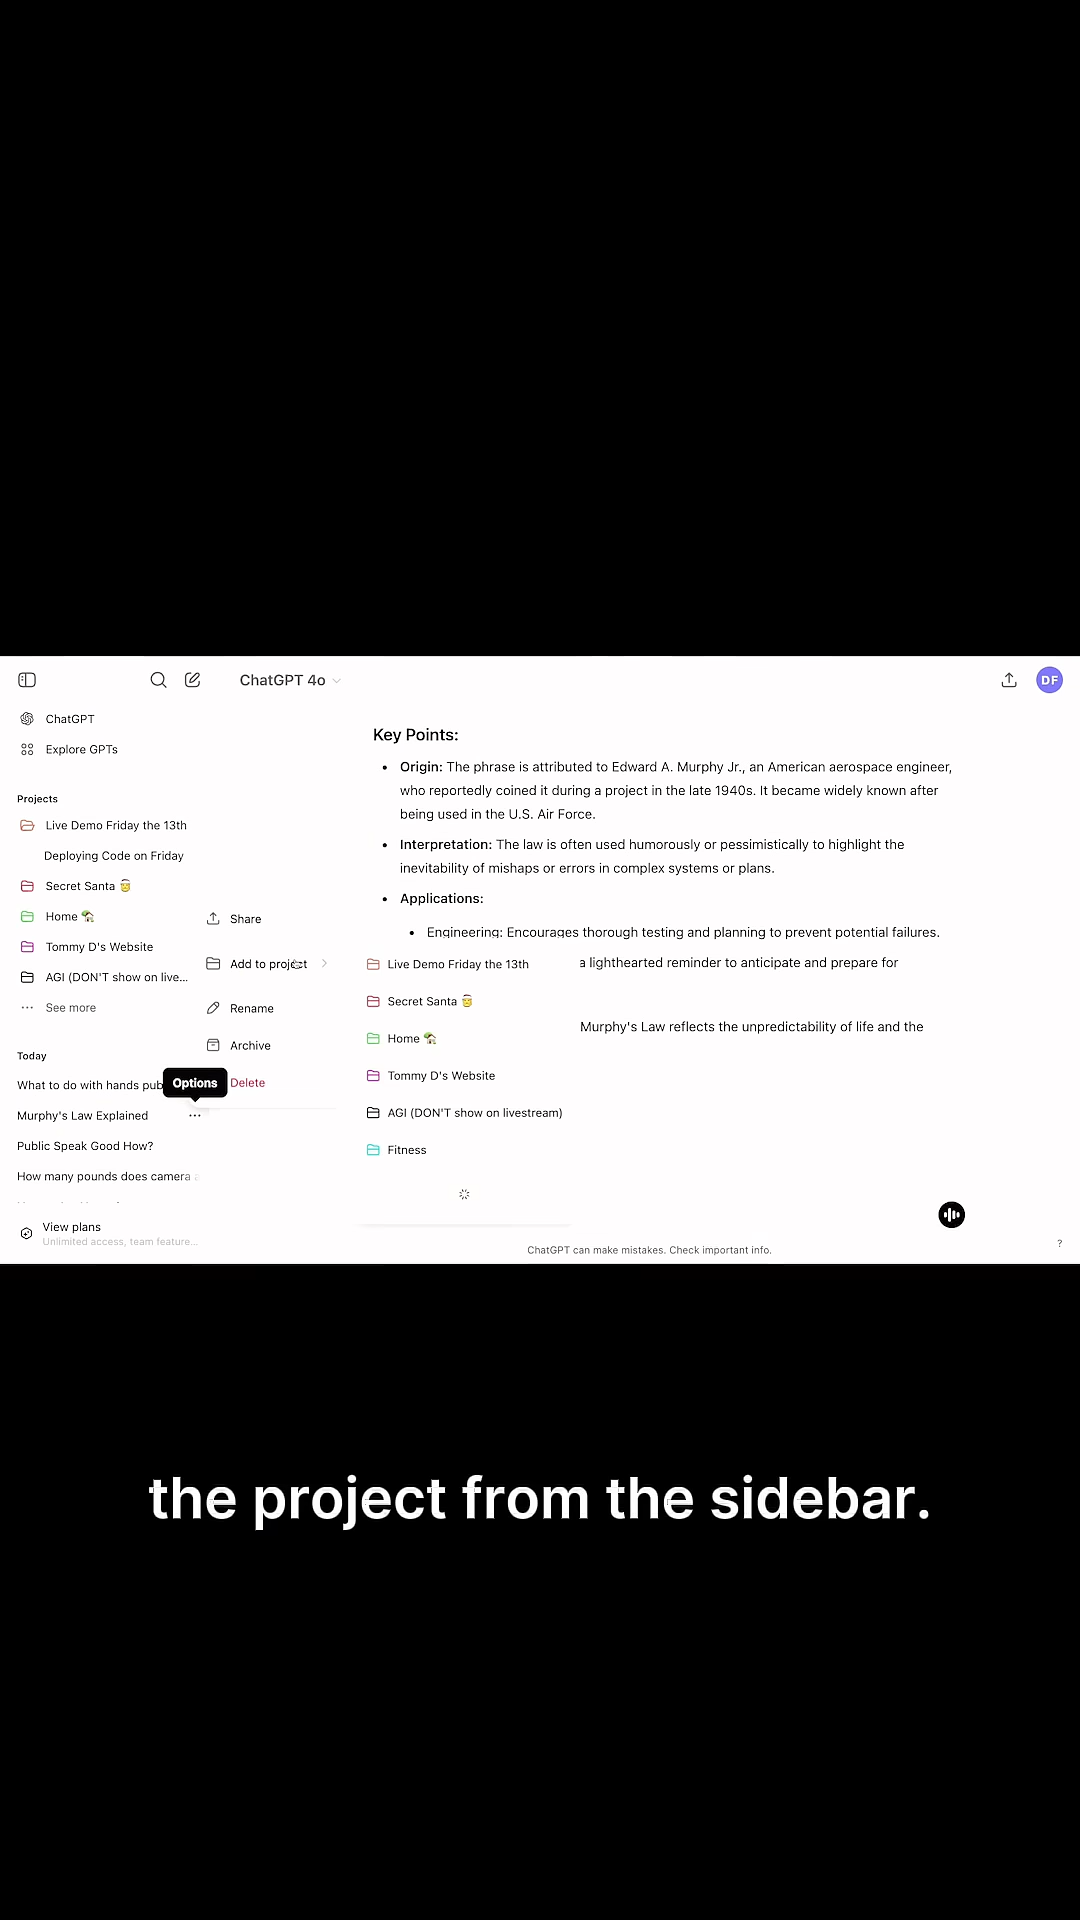 ChatGPT 4o
DF
ChatGPT
Explore GPTs
Projects
Live Demo Friday the 13th
Deploying Code on Friday
Secret Santa 🎅
Home 🏡
Tommy D's Website
AGI (DON'T show on live...
See more
Today
What to do with hands pub
Murphy's Law Explained
Public Speak Good How?
How many pounds does camera
View plans
Unlimited access, team feature...
Share
Add to project
Rename
Archive
Delete
Options
Live Demo Friday the 13th
Secret Santa 🎅
Home 🏡
Tommy D's Website
AGI (DON'T show on livestream)
Fitness
Key Points:
• Origin: The phrase is attributed to Edward A. Murphy Jr., an American aerospace engineer,
who reportedly coined it during a project in the late 1940s. It became widely known after
being used in the U.S. Air Force.
• Interpretation: The law is often used humorously or pessimistically to highlight the
inevitability of mishaps or errors in complex systems or plans.
• Applications:
• Engineering: Encourages thorough testing and planning to prevent potential failures.
a lighthearted reminder to anticipate and prepare for
Murphy's Law reflects the unpredictability of life and the
ChatGPT can make mistakes. Check important info.
?
the project from the sidebar.